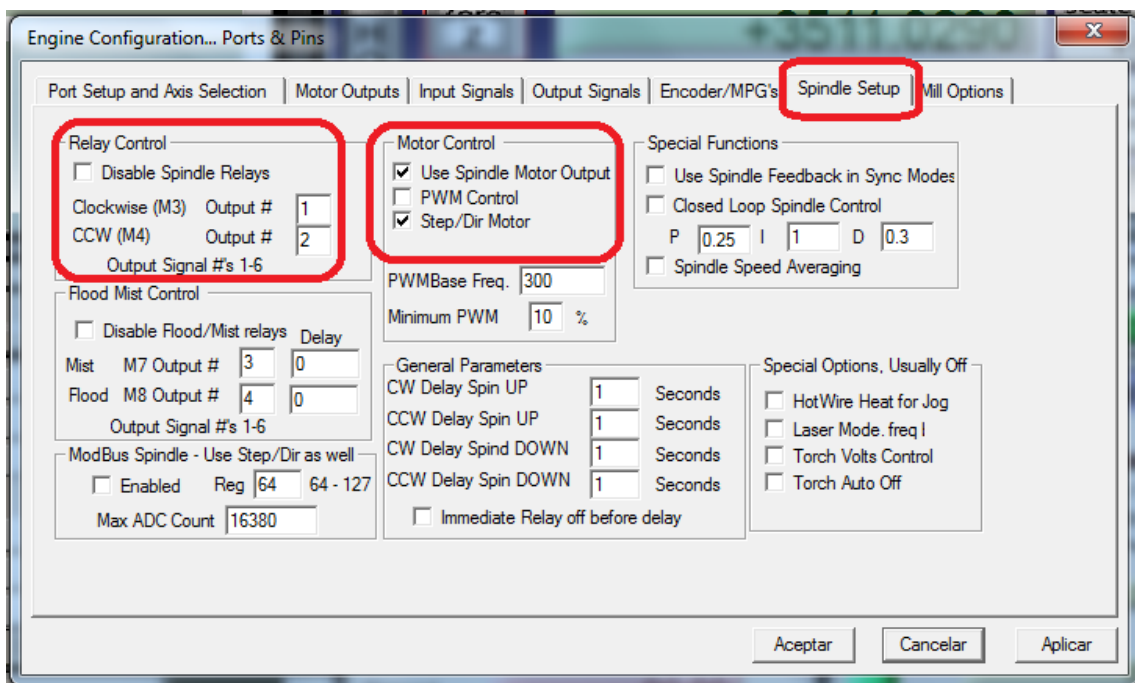 Engine Configuration... Ports & Pins
Port Setup and Axis Selection
Motor Outputs
Input Signals
Output Signals
Encoder/MPG's
Spindle Setup
Mill Options
Relay Control
Disable Spindle Relays
Clockwise (M3) Output # 1
CCW (M4) Output # 2
Output Signal #'s 1-6
Flood Mist Control
Disable Flood/Mist relays Delay
Mist M7 Output # 3 0
Flood M8 Output # 4 0
Output Signal #'s 1-6
ModBus Spindle - Use Step/Dir as well
Enabled Reg 64 64 - 127
Max ADC Count 16380
Motor Control
Use Spindle Motor Output
PWM Control
Step/Dir Motor
PWMBase Freq. 300
Minimum PWM 10 %
General Parameters
CW Delay Spin UP 1 Seconds
CCW Delay Spin UP 1 Seconds
CW Delay Spind DOWN 1 Seconds
CCW Delay Spin DOWN 1 Seconds
Immediate Relay off before delay
Special Functions
Use Spindle Feedback in Sync Modes
Closed Loop Spindle Control
P 0.25 I 1 D 0.3
Spindle Speed Averaging
Special Options, Usually Off
HotWire Heat for Jog
Laser Mode. freq I
Torch Volts Control
Torch Auto Off
Aceptar
Cancelar
Aplicar